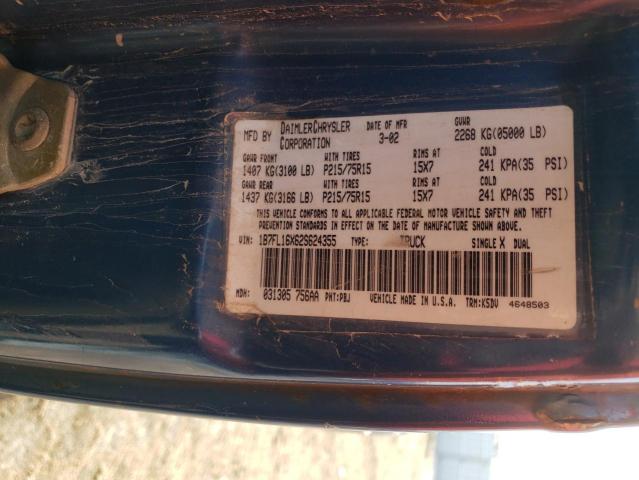 MFD BY DAIMLERCHRYSLER CORPORATION DATE OF MFR 3-02 GVWR 2268 KG(05000 LB)
GAWR FRONT WITH TIRES RIMS AT COLD
1407 KG(3100 LB) P215/75R15 15X7 241 KPA(35 PSI)
GAWR REAR WITH TIRES RIMS AT COLD
1437 KG(3166 LB) P215/75R15 15X7 241 KPA(35 PSI)
THIS VEHICLE CONFORMS TO ALL APPLICABLE FEDERAL MOTOR VEHICLE SAFETY AND THEFT
PREVENTION STANDARDS IN EFFECT ON THE DATE OF MANUFACTURE SHOWN ABOVE.
VIN: 1B7FL16X62S624355 TYPE: TRUCK SINGLE X DUAL
MDH: 031305 756AA PNT:PBJ VEHICLE MADE IN U.S.A. TRM:K5DV 4648503